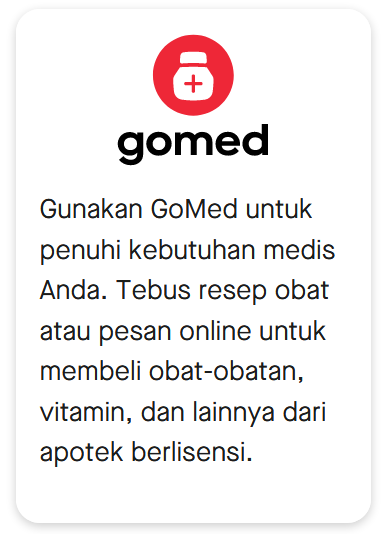 gomed
Gunakan GoMed untuk
penuhi kebutuhan medis
Anda. Tebus resep obat
atau pesan online untuk
membeli obat-obatan,
vitamin, dan lainnya dari
apotek berlisensi.